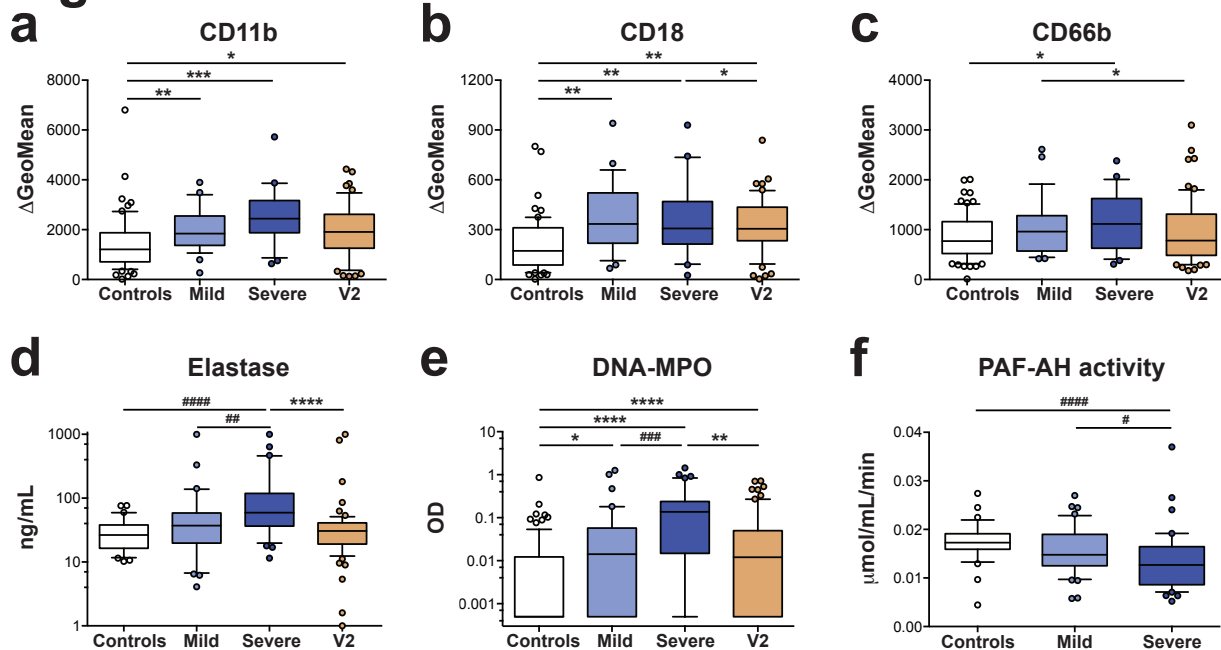 a
CD11b
ΔGeoMean
8000
6000
4000
2000
0
*
***
**
Controls Mild Severe V2
b
CD18
ΔGeoMean
1200
900
600
300
0
**
** *
**
Controls Mild Severe V2
c
CD66b
ΔGeoMean
4000
3000
2000
1000
0
*
*
Controls Mild Severe V2
d
Elastase
ng/mL
1000
100
10
1
#### ****
##
Controls Mild Severe V2
e
DNA-MPO
OD
10
1
0.1
0.01
0.001
****
****
* ### **
Controls Mild Severe V2
f
PAF-AH activity
μmol/mL/min
0.04
0.03
0.02
0.01
0.00
####
#
Controls Mild Severe